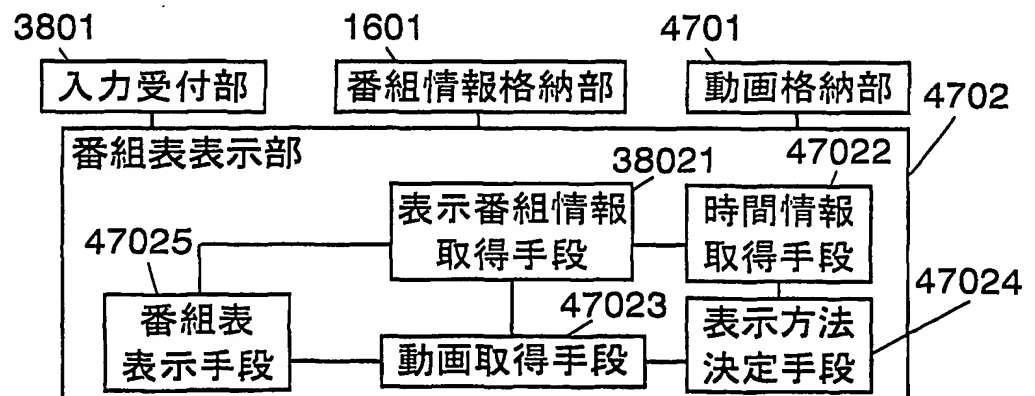 3801
1601
4701
入力受付部
番組情報格納部
動画格納部
4702
番組表表示部
38021
47022
表示番組情報
取得手段
時間情報
取得手段
47025
47023
47024
番組表
表示手段
動画取得手段
表示方法
決定手段